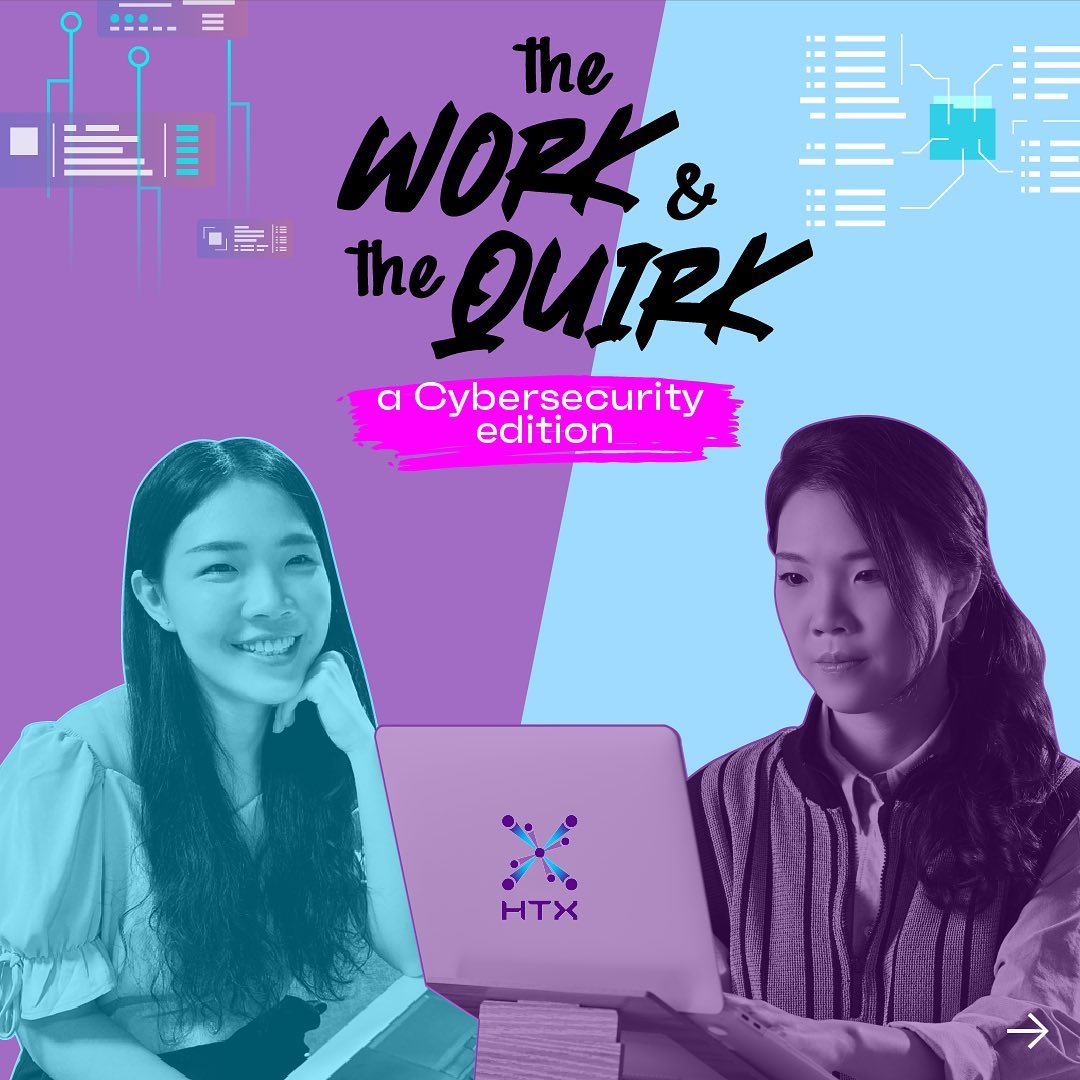 the
WORK &
the QUIRK
a Cybersecurity
edition
HTX